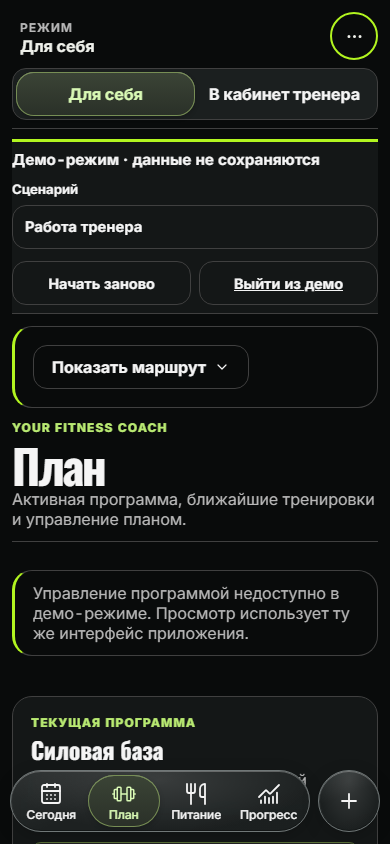 РЕЖИМ
Для себя
Для себя
В кабинет тренера
Демо-режим · данные не сохраняются
Сценарий
Работа тренера
Начать заново
Выйти из демо
Показать маршрут
YOUR FITNESS COACH
План
Активная программа, ближайшие тренировки
и управление планом.
Управление программой недоступно в
демо-режиме. Просмотр использует ту
же интерфейс приложения.
ТЕКУЩАЯ ПРОГРАММА
Силовая база
Сегодня
План
Питание
Прогресс